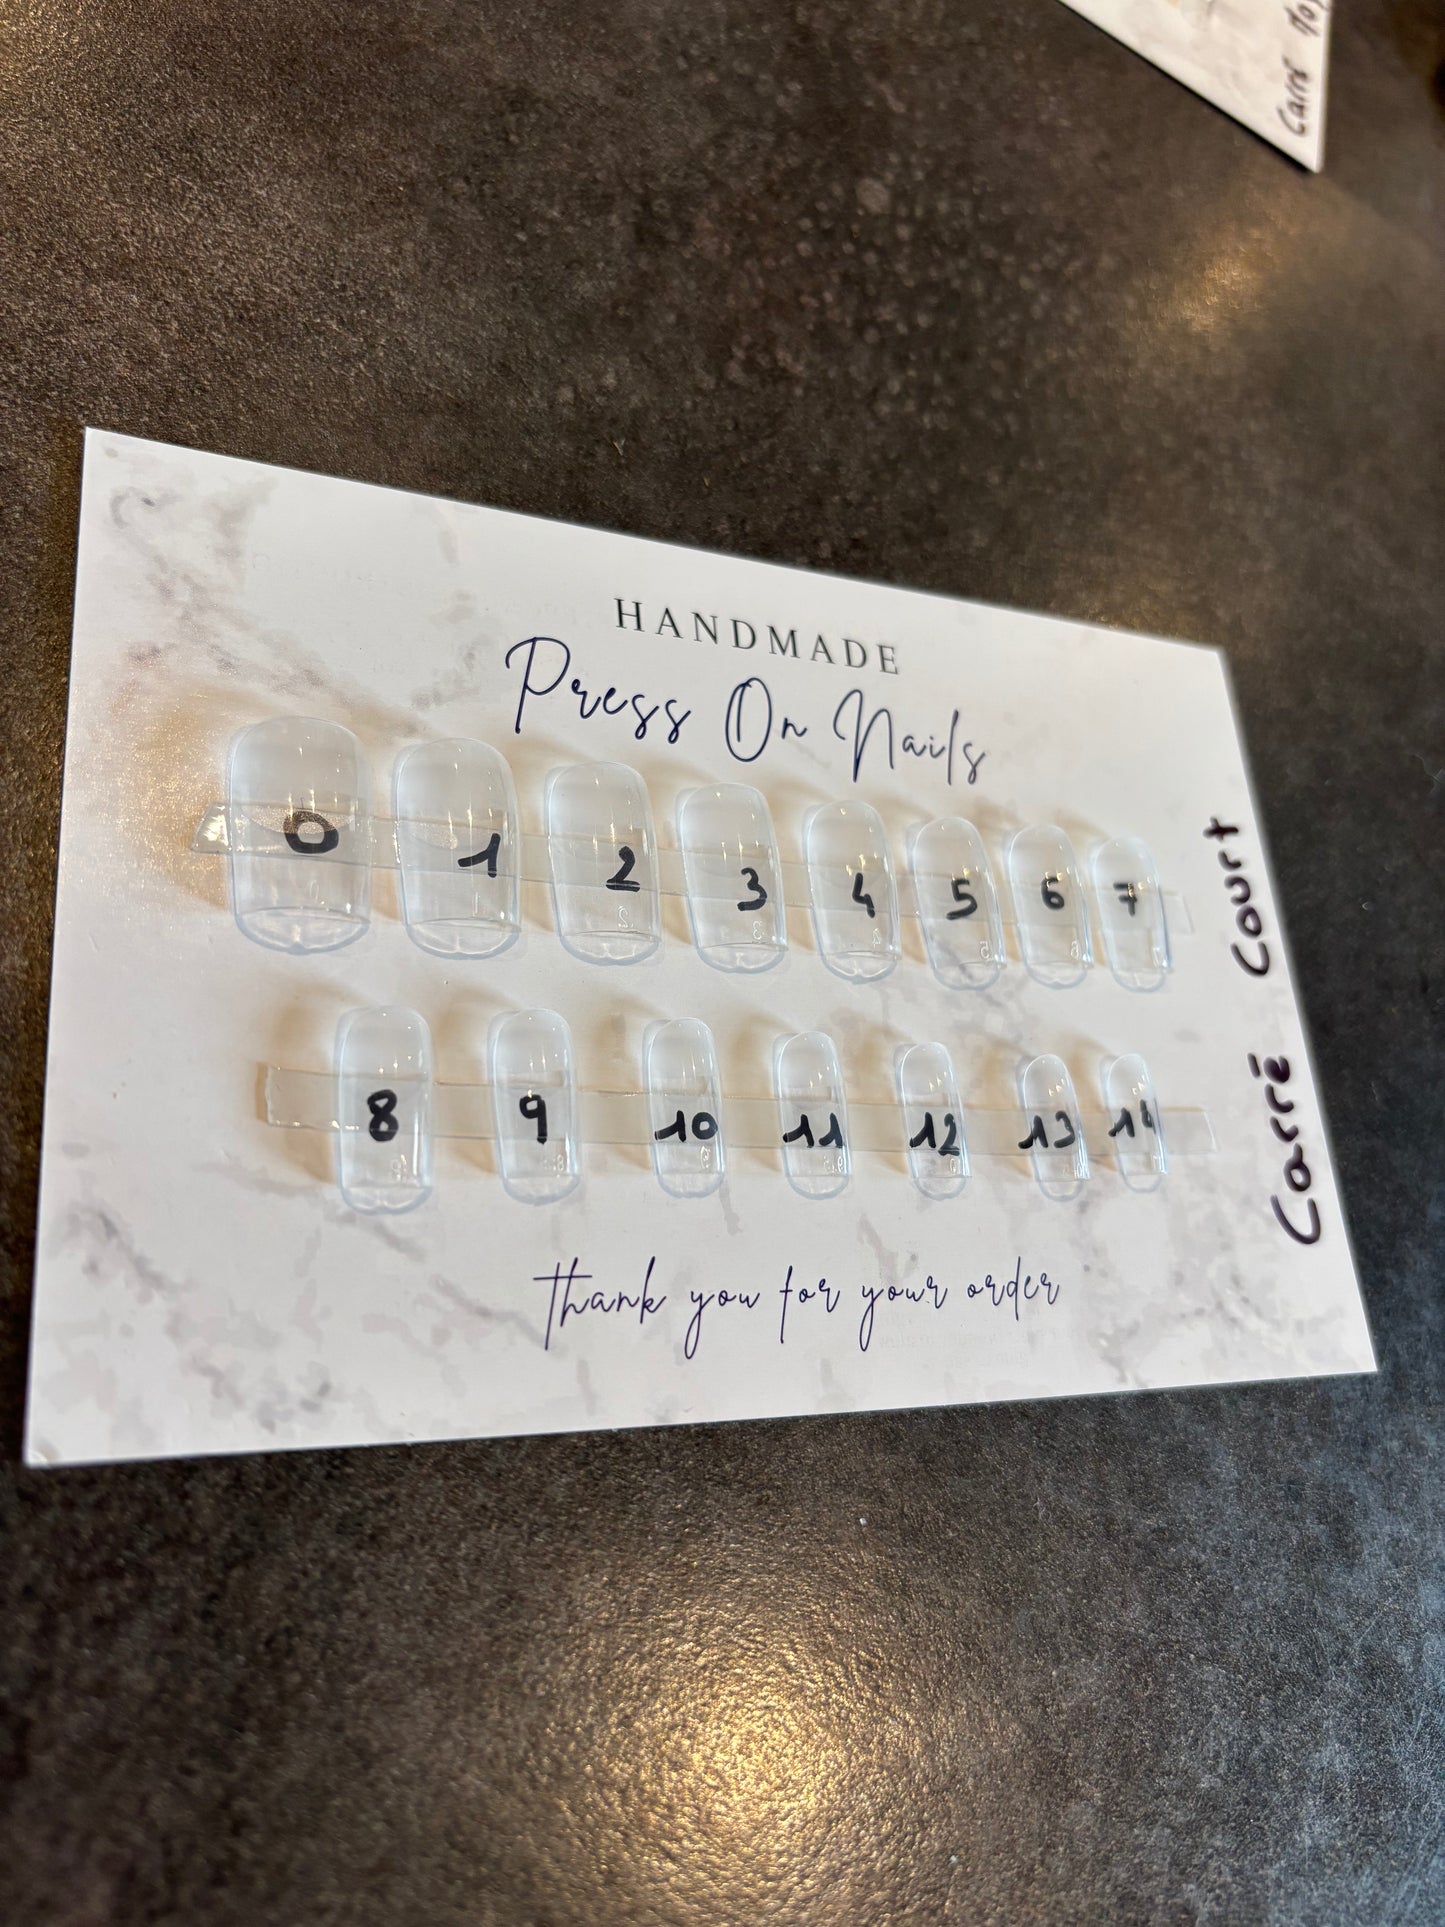 HANDMADE
Press On Nails
0 1 2 3 4 5 6 7
8 9 10 11 12 13 14
thank you for your order
Carré Court
Carré